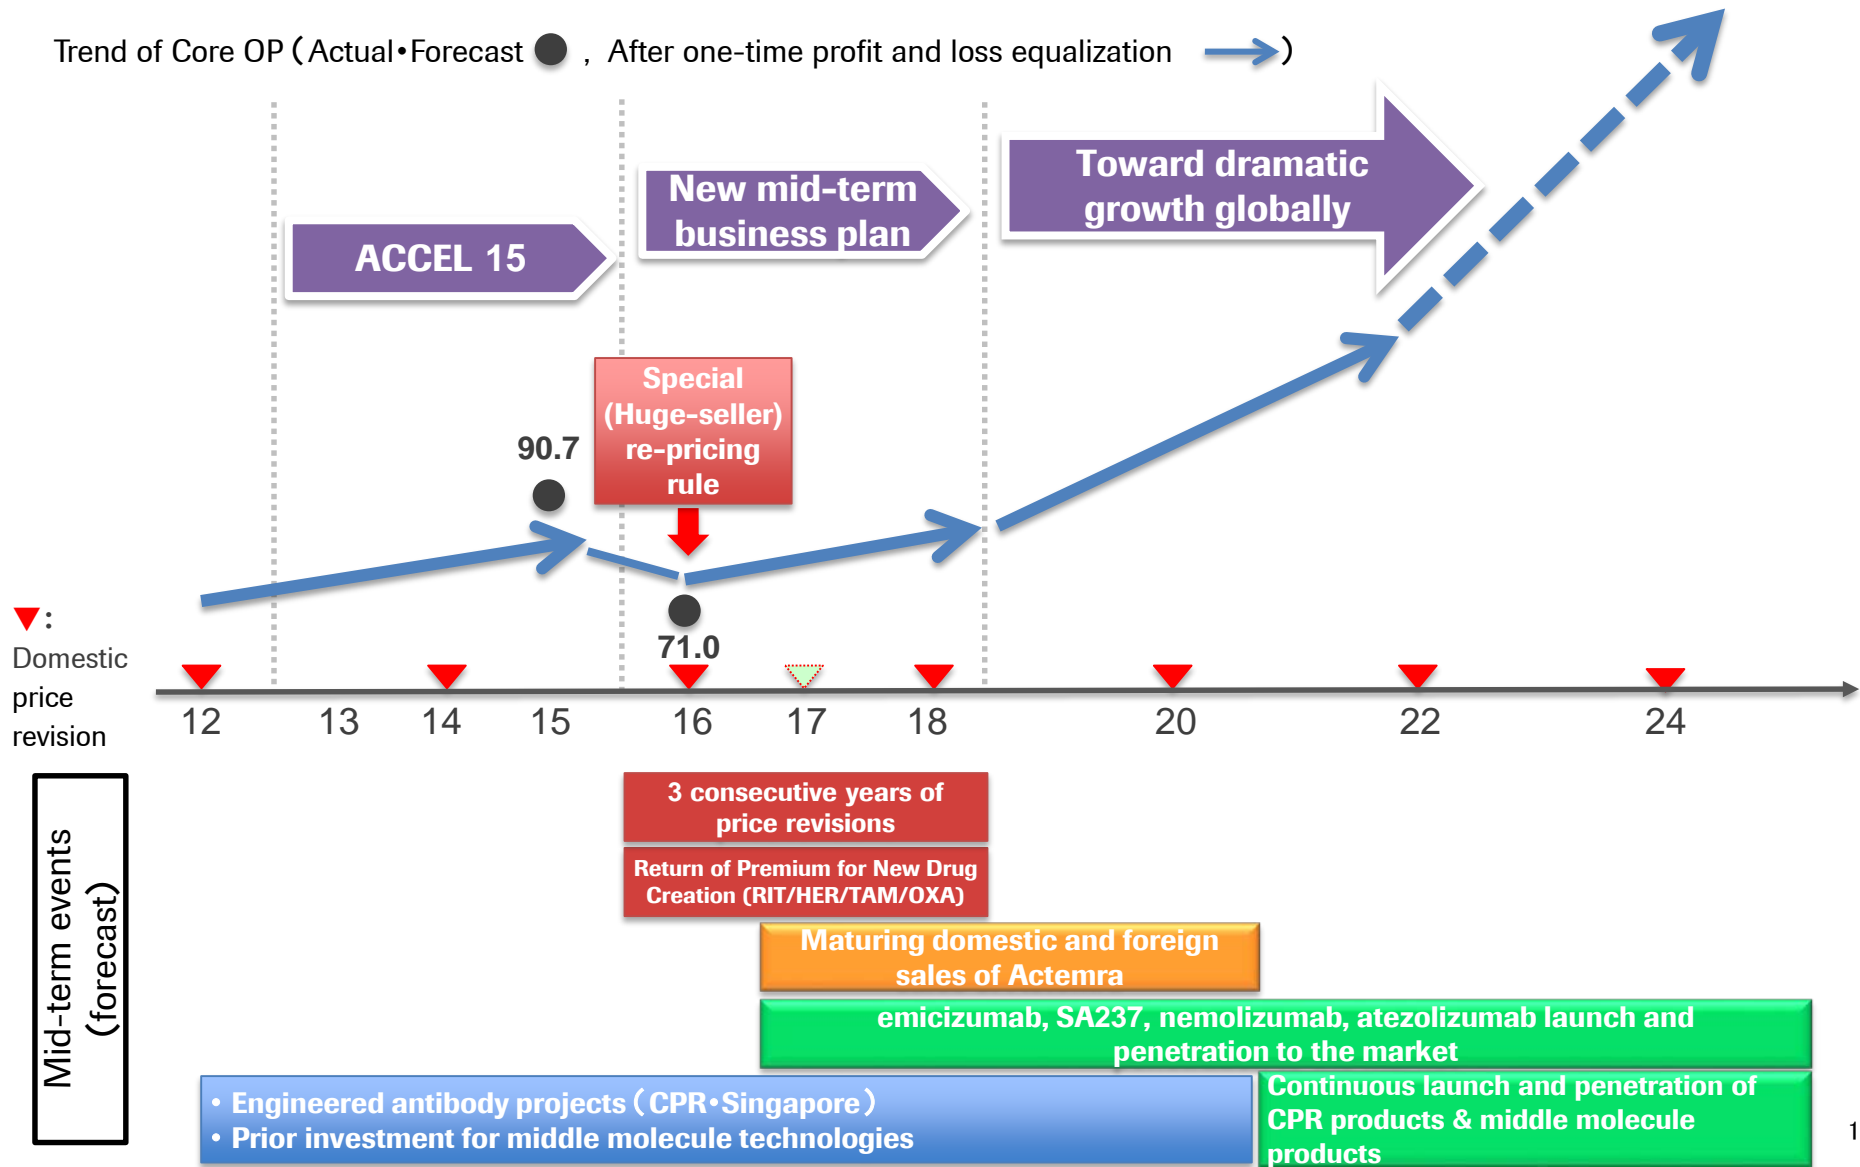 Trend of Core OP（Actual・Forecast ● , After one-time profit and loss equalization →）
Toward dramatic
growth globally
New mid-term
business plan
ACCEL 15
Special
(Huge-seller)
re-pricing
rule
90.7
71.0
▼:
Domestic
price
revision
12 13 14 15 16 17 18 20 22 24
Mid-term events
(forecast)
3 consecutive years of
price revisions
Return of Premium for New Drug
Creation (RIT/HER/TAM/OXA)
Maturing domestic and foreign
sales of Actemra
emicizumab, SA237, nemolizumab, atezolizumab launch and
penetration to the market
• Engineered antibody projects（CPR・Singapore）
• Prior investment for middle molecule technologies
Continuous launch and penetration of
CPR products & middle molecule
products
1